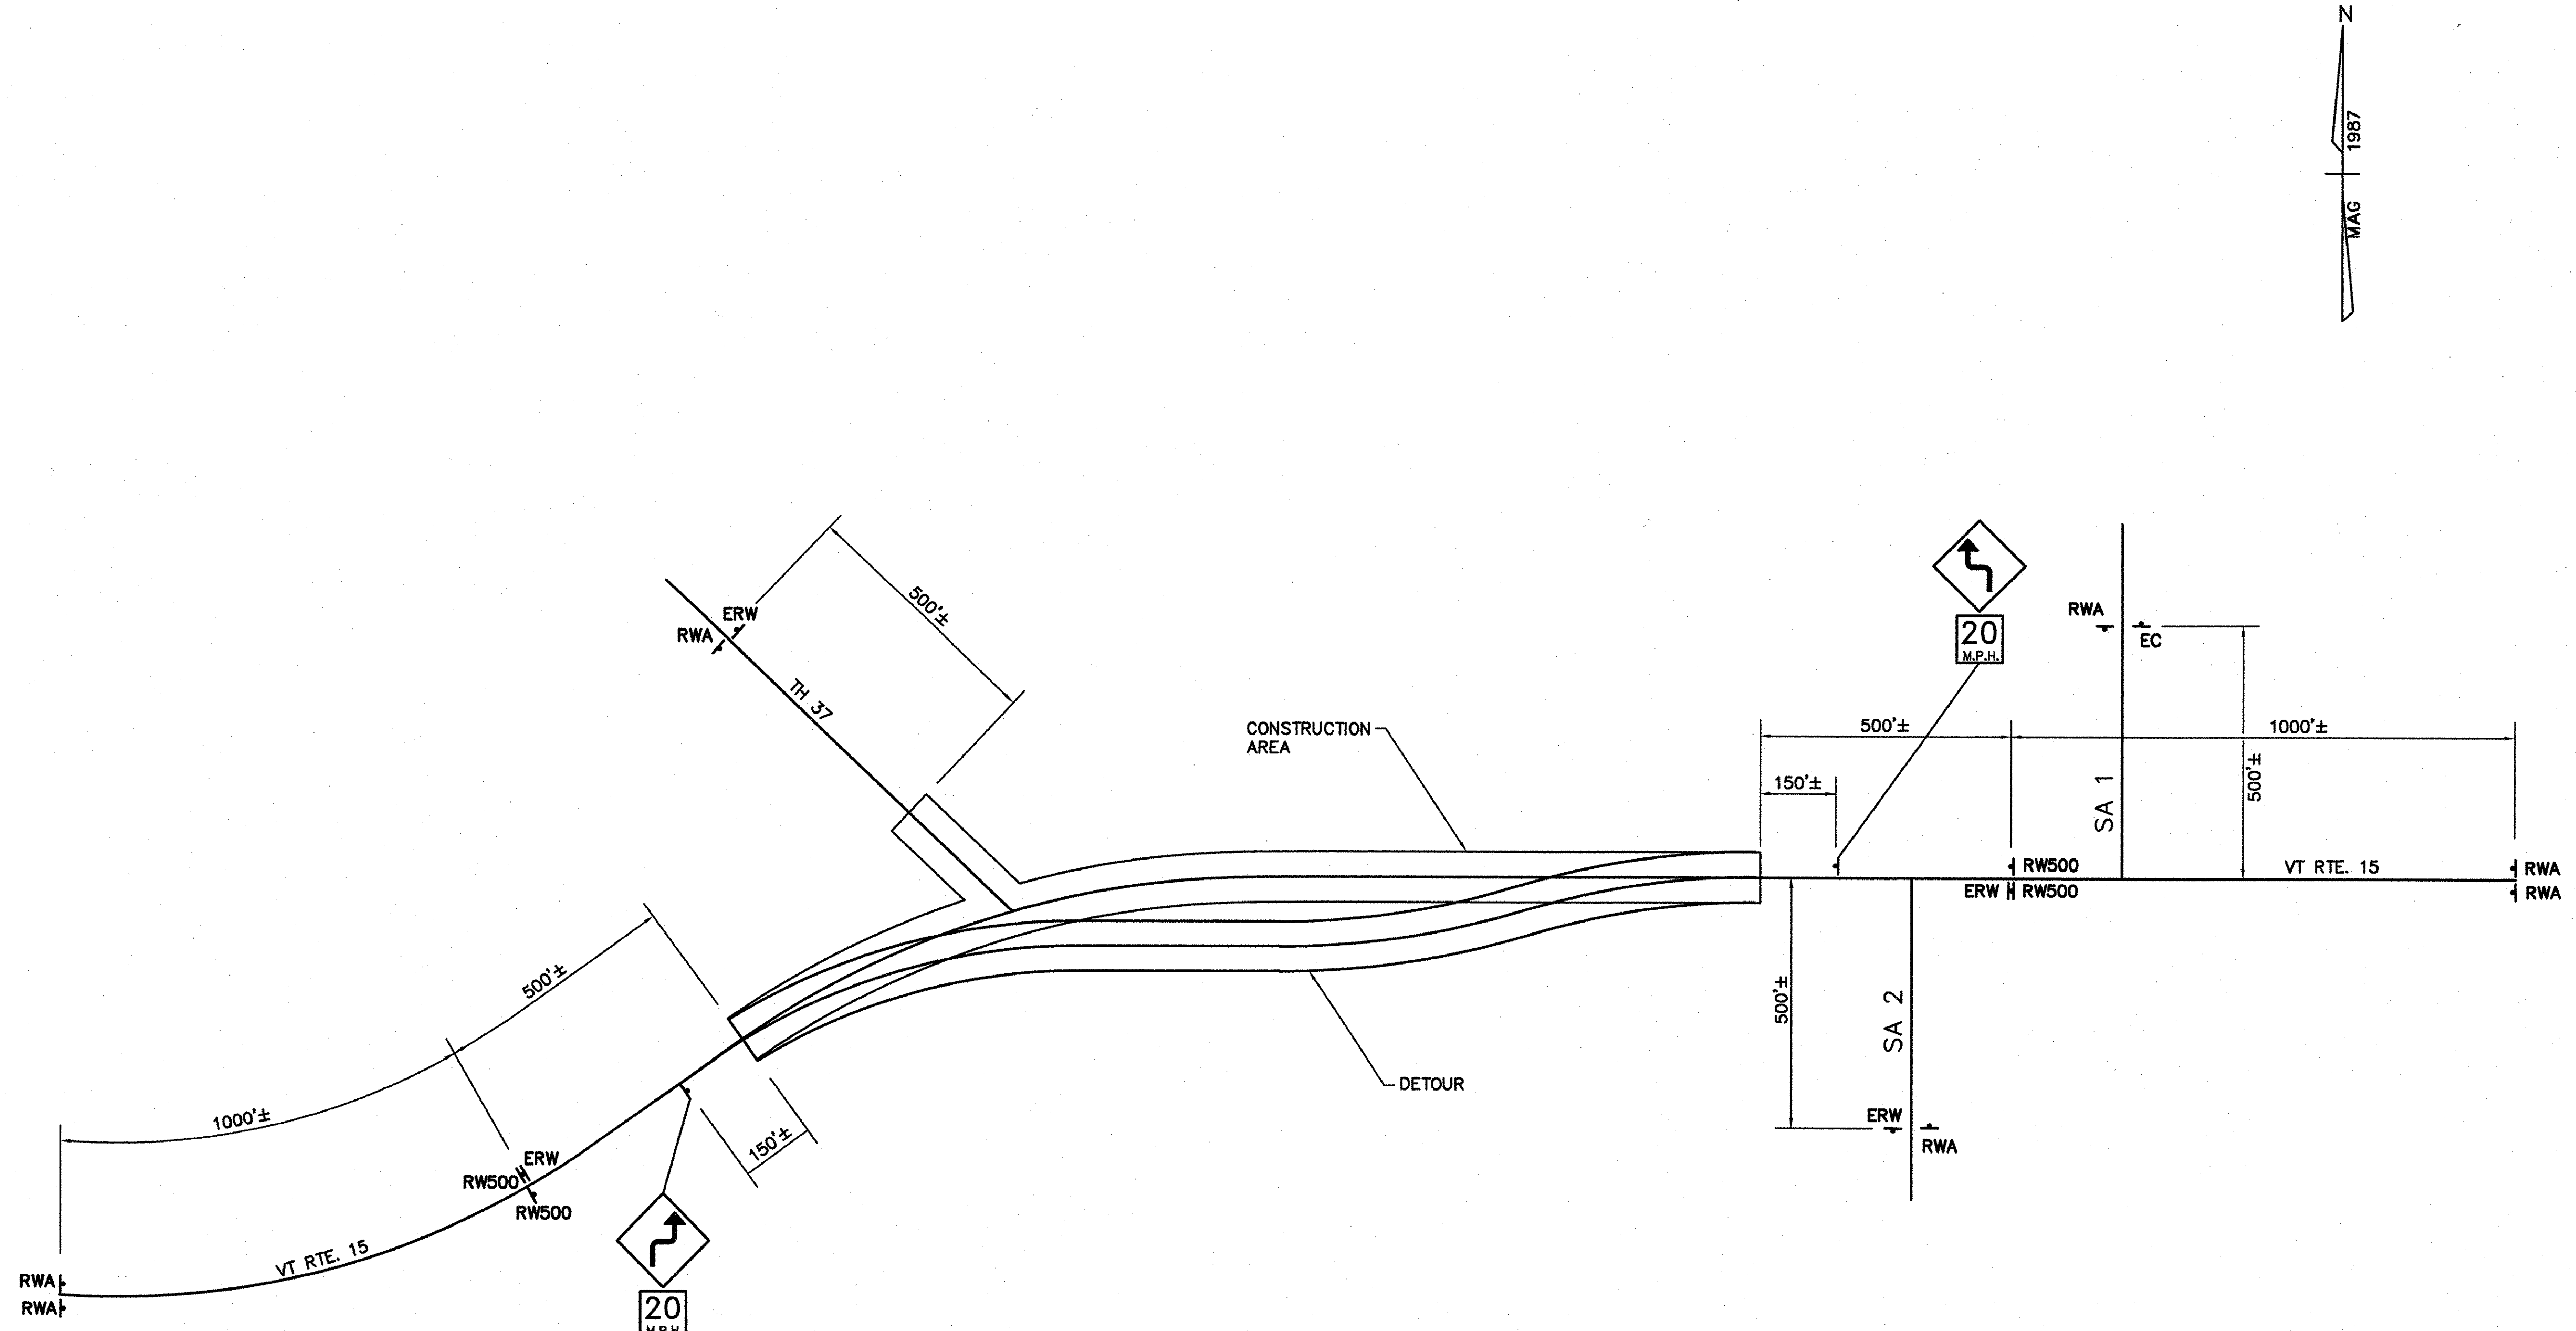 N
1987
MAG
500'±
ERW
RWA
TH 37
20
M.P.H.
RWA
EC
CONSTRUCTION
AREA
500'±
1000'±
150'±
500'±
SA 1
RW500
VT RTE. 15
RWA
ERW
RW500
RWA
500'±
500'±
SA 2
1000'±
DETOUR
ERW
RWA
150'±
ERW
RW500
RW500
VT RTE. 15
RWA
RWA
20
M.P.H.